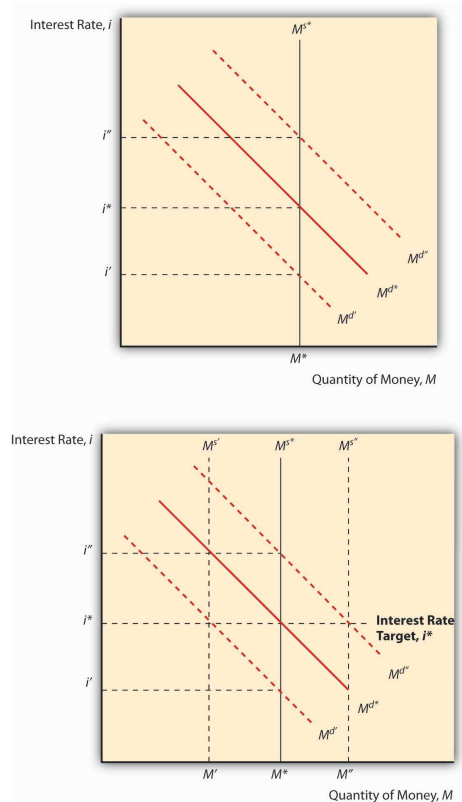 Interest Rate, i
Mˢ*
i″
i*
i′
Mᵈ″
Mᵈ*
Mᵈ′
M*
Quantity of Money, M
Interest Rate, i
Mˢ′
Mˢ*
Mˢ″
i″
i*
Interest Rate
Target, i*
i′
Mᵈ″
Mᵈ*
Mᵈ′
M′
M*
M″
Quantity of Money, M